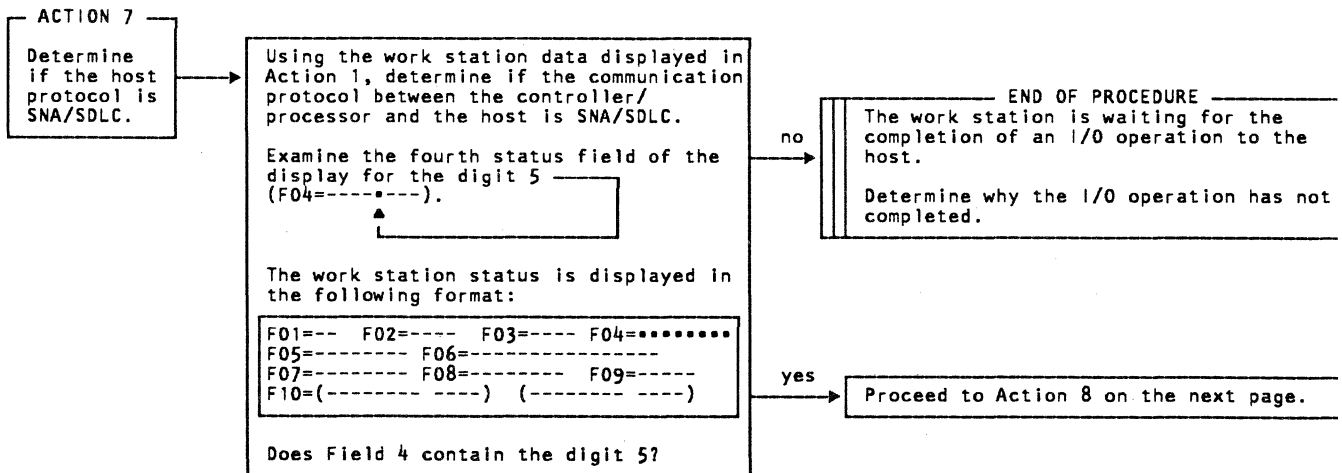 ACTION 7
Determine
if the host
protocol is
SNA/SDLC.
Using the work station data displayed in
Action 1, determine if the communication
protocol between the controller/
processor and the host is SNA/SDLC.
Examine the fourth status field of the
display for the digit 5
(F04=----▪---).
The work station status is displayed in
the following format:
F01=-- F02=---- F03=---- F04=▪▪▪▪▪▪▪▪
F05=-------- F06=----------------
F07=-------- F08=-------- F09=-----
F10=(-------- ----) (-------- ----)
Does Field 4 contain the digit 5?
no
END OF PROCEDURE
The work station is waiting for the
completion of an I/O operation to the
host.
Determine why the I/O operation has not
completed.
yes
Proceed to Action 8 on the next page.